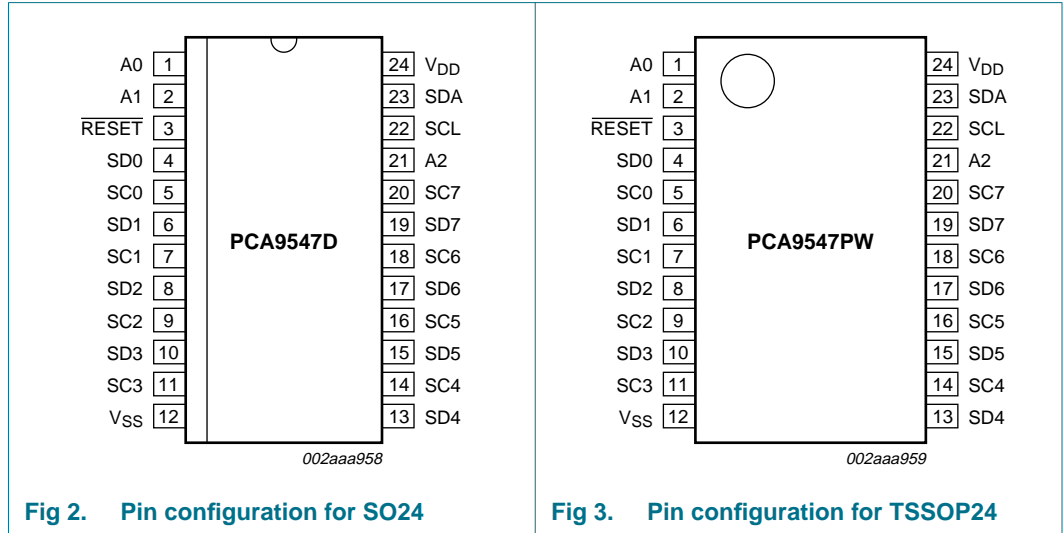 A0 1 24 VDD
A1 2 23 SDA
RESET 3 22 SCL
SD0 4 21 A2
SC0 5 20 SC7
SD1 6 19 SD7
PCA9547D
SC1 7 18 SC6
SD2 8 17 SD6
SC2 9 16 SC5
SD3 10 15 SD5
SC3 11 14 SC4
VSS 12 13 SD4
002aaa958
Fig 2. Pin configuration for SO24
A0 1 24 VDD
A1 2 23 SDA
RESET 3 22 SCL
SD0 4 21 A2
SC0 5 20 SC7
SD1 6 19 SD7
PCA9547PW
SC1 7 18 SC6
SD2 8 17 SD6
SC2 9 16 SC5
SD3 10 15 SD5
SC3 11 14 SC4
VSS 12 13 SD4
002aaa959
Fig 3. Pin configuration for TSSOP24